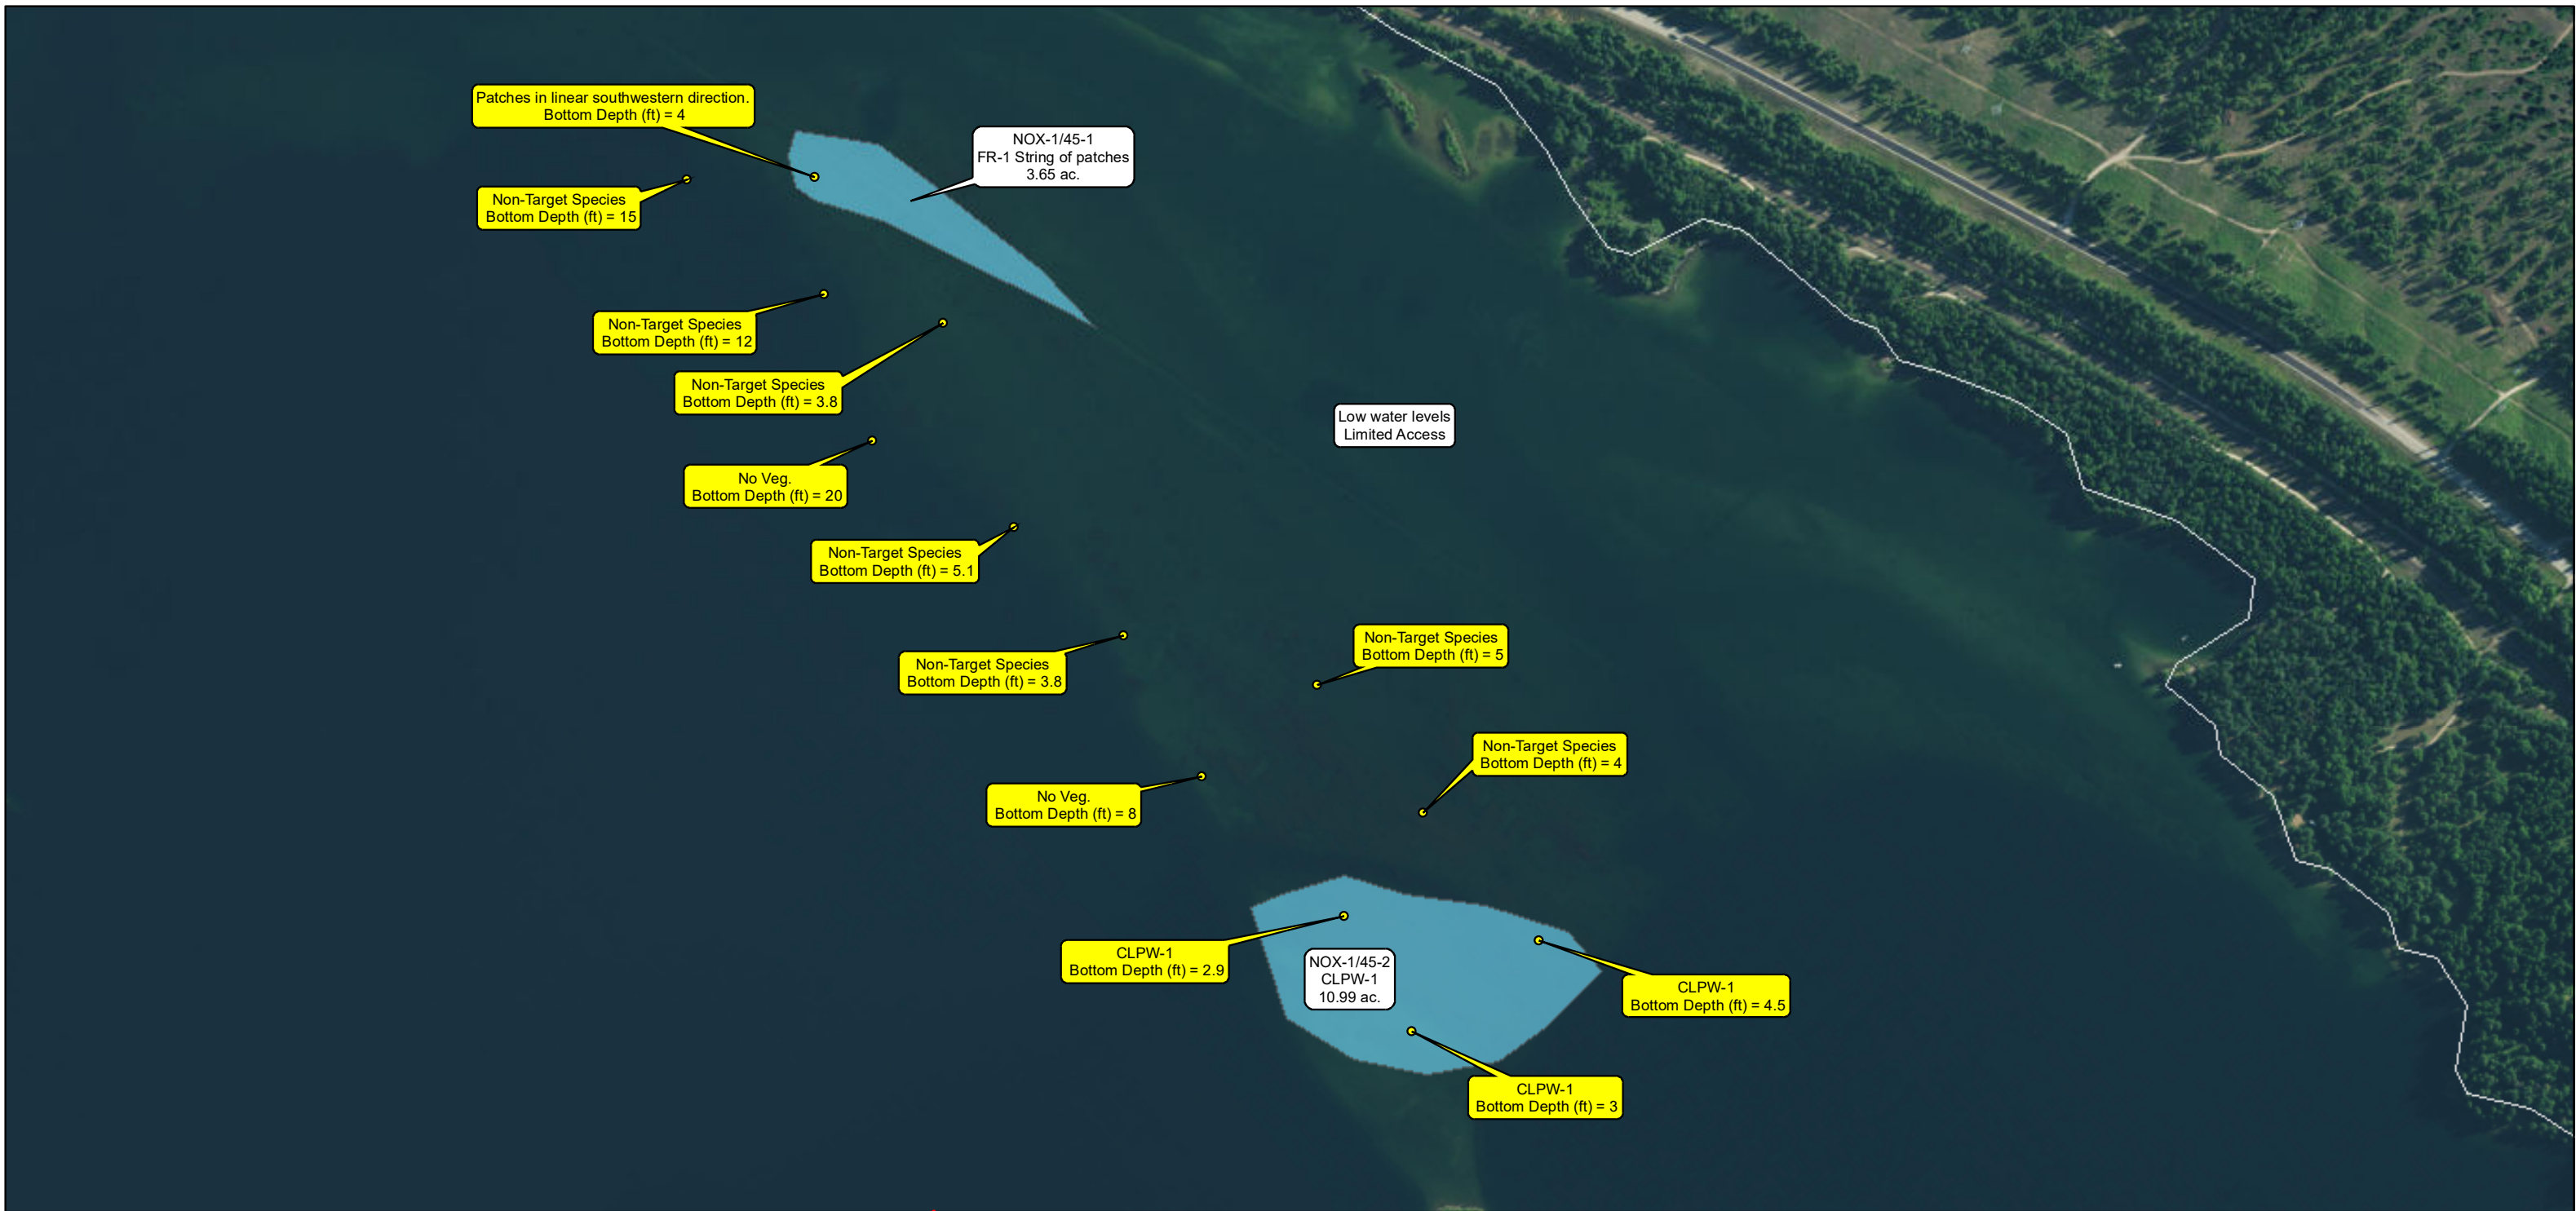 Patches in linear southwestern direction.
Bottom Depth (ft) = 4
NOX-1/45-1
FR-1 String of patches
3.65 ac.
Non-Target Species
Bottom Depth (ft) = 15
Non-Target Species
Bottom Depth (ft) = 12
Non-Target Species
Bottom Depth (ft) = 3.8
Low water levels
Limited Access
No Veg.
Bottom Depth (ft) = 20
Non-Target Species
Bottom Depth (ft) = 5.1
Non-Target Species
Bottom Depth (ft) = 5
Non-Target Species
Bottom Depth (ft) = 3.8
Non-Target Species
Bottom Depth (ft) = 4
No Veg.
Bottom Depth (ft) = 8
CLPW-1
Bottom Depth (ft) = 2.9
NOX-1/45-2
CLPW-1
10.99 ac.
CLPW-1
Bottom Depth (ft) = 4.5
CLPW-1
Bottom Depth (ft) = 3